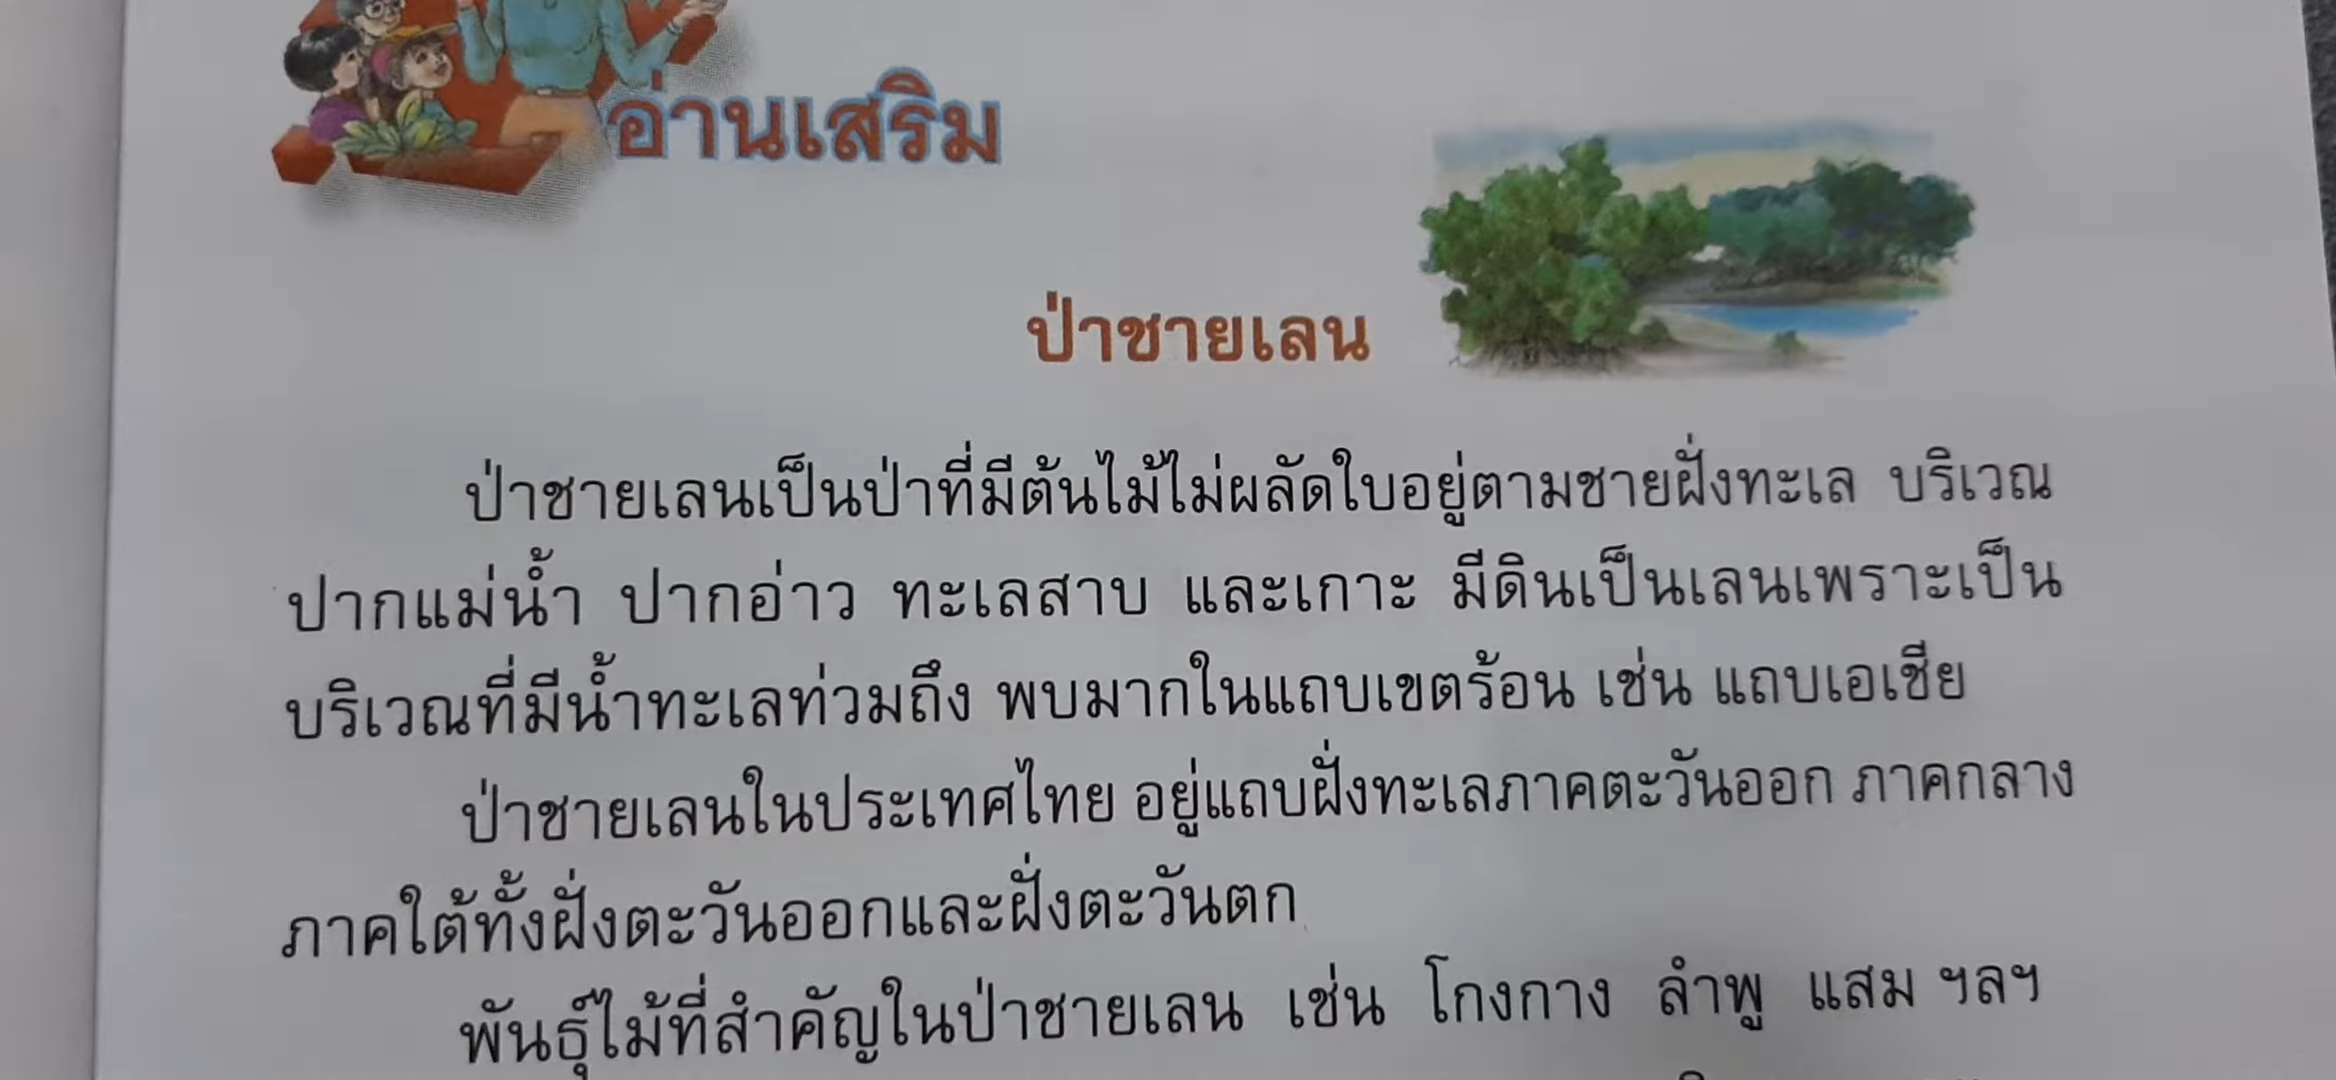 อ่านเสริม
ป่าชายเลน
ป่าชายเลนเป็นป่าที่มีต้นไม้ไม่ผลัดใบอยู่ตามชายฝั่งทะเล บริเวณ
ปากแม่น้ำ ปากอ่าว ทะเลสาบ และเกาะ มีดินเป็นเลนเพราะเป็น
บริเวณที่มีน้ำทะเลท่วมถึง พบมากในแถบเขตร้อน เช่น แถบเอเชีย
ป่าชายเลนในประเทศไทย อยู่แถบฝั่งทะเลภาคตะวันออก ภาคกลาง
ภาคใต้ทั้งฝั่งตะวันออกและฝั่งตะวันตก
พันธุ์ไม้ที่สำคัญในป่าชายเลน เช่น โกงกาง ลำพู แสม ฯลฯ